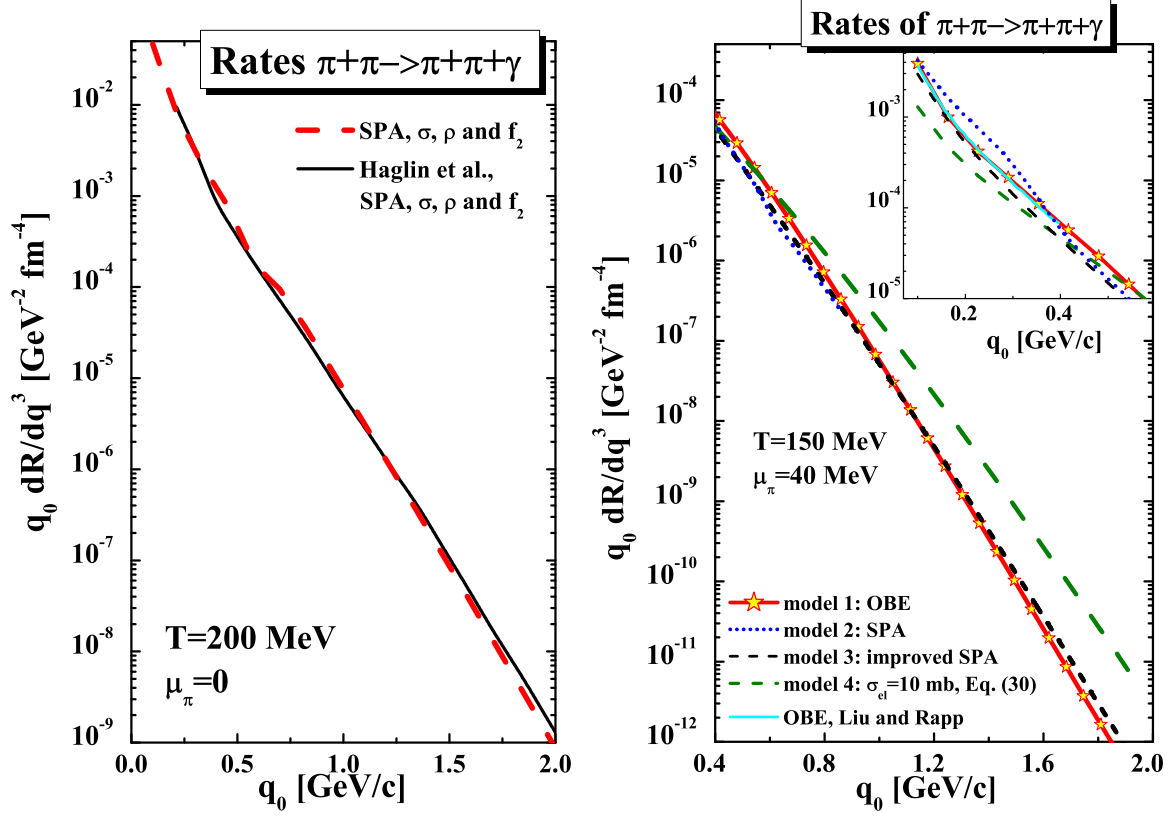 Rates π+π−>π+π+γ
SPA, σ, ρ and f₂
Haglin et al.,
SPA, σ, ρ and f₂
10⁻²
10⁻³
10⁻⁴
10⁻⁵
10⁻⁶
10⁻⁷
10⁻⁸
10⁻⁹
q₀ dR/dq³ [GeV⁻² fm⁻⁴]
T=200 MeV
μπ=0
0.0 0.5 1.0 1.5 2.0
q₀ [GeV/c]
Rates of π+π−>π+π+γ
10⁻³
10⁻⁴
10⁻⁵
0.2 0.4
q₀ [GeV/c]
10⁻⁴
10⁻⁵
10⁻⁶
10⁻⁷
10⁻⁸
10⁻⁹
10⁻¹⁰
10⁻¹¹
10⁻¹²
q₀ dR/dq³ [GeV⁻² fm⁻⁴]
T=150 MeV
μπ=40 MeV
model 1: OBE
model 2: SPA
model 3: improved SPA
model 4: σel=10 mb, Eq. (30)
OBE, Liu and Rapp
0.4 0.8 1.2 1.6 2.0
q₀ [GeV/c]